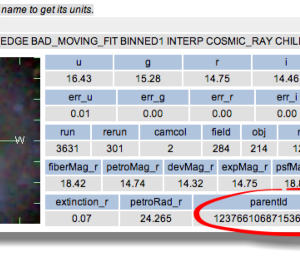 name to get its units.
EDGE BAD_MOVING_FIT BINNED1 INTERP COSMIC_RAY CHIL
u g r i
16.43 15.28 14.75 14.46
err_u err_g err_r err_i
0.01 0.00 0.00 0.00
run rerun camcol field obj
3631 301 2 284 214
fiberMag_r petroMag_r devMag_r expMag_r psfMa
18.42 14.74 14.32 14.75 18.
extinction_r petroRad_r parentId
0.07 24.265 123766106871536
W